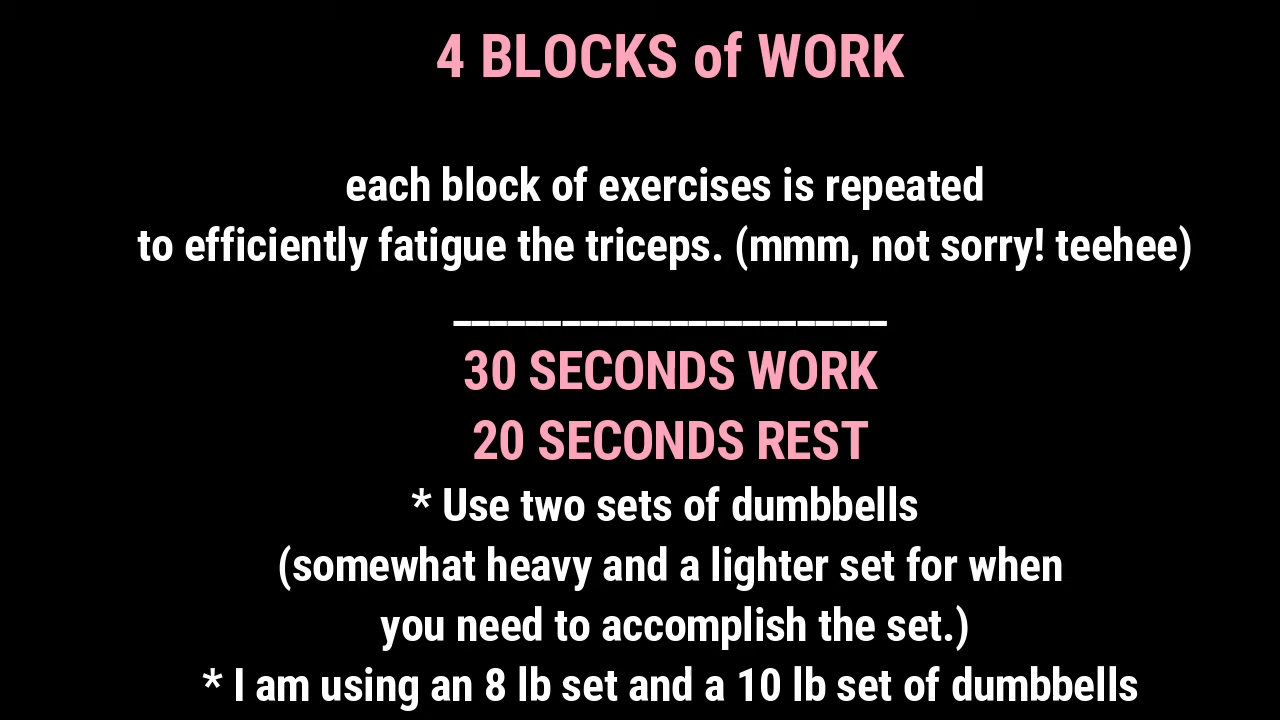 4 BLOCKS of WORK
each block of exercises is repeated
to efficiently fatigue the triceps. (mmm, not sorry! teehee)
________________________
30 SECONDS WORK
20 SECONDS REST
* Use two sets of dumbbells
(somewhat heavy and a lighter set for when
you need to accomplish the set.)
* I am using an 8 lb set and a 10 lb set of dumbbells